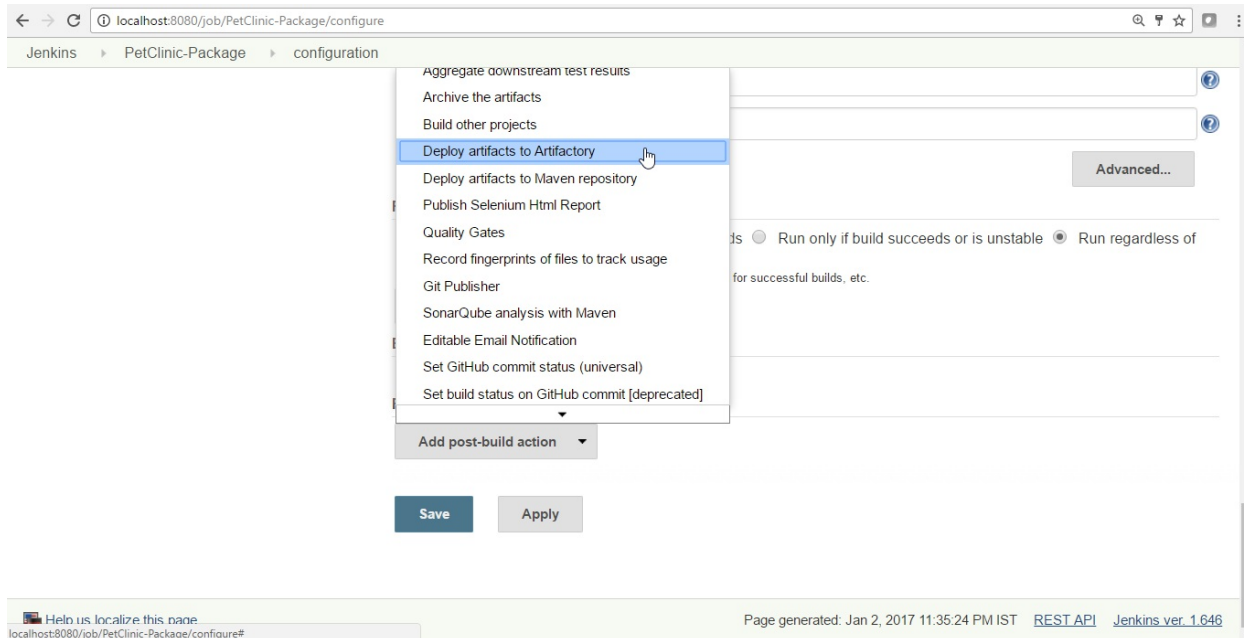 localhost:8080/job/PetClinic-Package/configure
Jenkins PetClinic-Package configuration
Aggregate downstream test results
Archive the artifacts
Build other projects
Deploy artifacts to Artifactory
Deploy artifacts to Maven repository
Advanced...
Publish Selenium Html Report
Quality Gates
ds Run only if build succeeds or is unstable Run regardless of
Record fingerprints of files to track usage
for successful builds, etc.
Git Publisher
SonarQube analysis with Maven
Editable Email Notification
Set GitHub commit status (universal)
Set build status on GitHub commit [deprecated]
Add post-build action
Save Apply
Help us localize this page Page generated: Jan 2, 2017 11:35:24 PM IST REST API Jenkins ver. 1.646
localhost:8080/job/PetClinic-Package/configure#